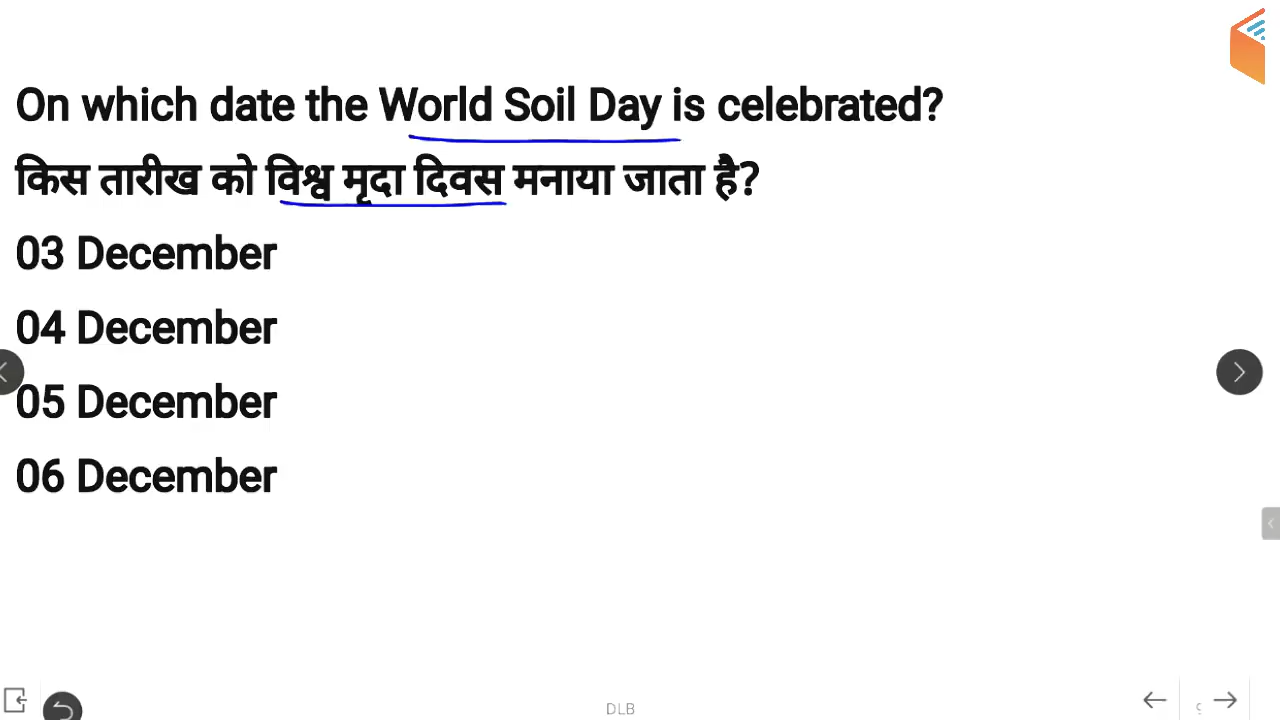 On which date the World Soil Day is celebrated?
किस तारीख को विश्व मृदा दिवस मनाया जाता है?
03 December
04 December
05 December
06 December
DLB